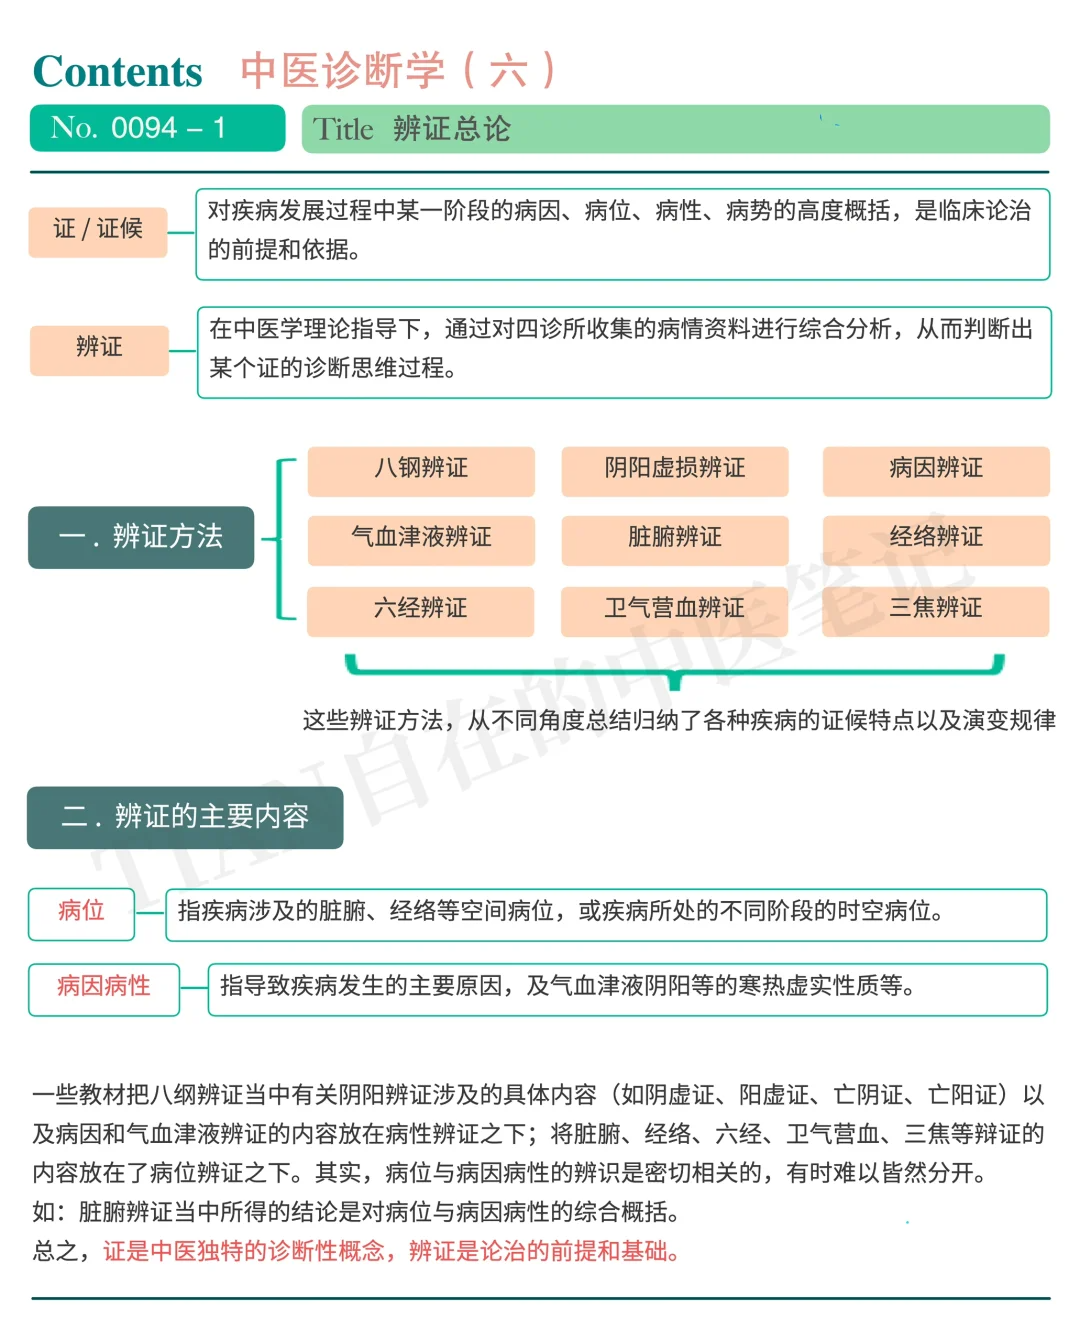 Contents 中医诊断学（六）
No. 0094 – 1
Title 辨证总论
证 / 证候
对疾病发展过程中某一阶段的病因、病位、病性、病势的高度概括，是临床论治
的前提和依据。
辨证
在中医学理论指导下，通过对四诊所收集的病情资料进行综合分析，从而判断出
某个证的诊断思维过程。
一 . 辨证方法
八钢辨证
阴阳虚损辨证
病因辨证
气血津液辨证
脏腑辨证
经络辨证
六经辨证
卫气营血辨证
三焦辨证
这些辨证方法，从不同角度总结归纳了各种疾病的证候特点以及演变规律
二 . 辨证的主要内容
病位
指疾病涉及的脏腑、经络等空间病位，或疾病所处的不同阶段的时空病位。
病因病性
指导致疾病发生的主要原因，及气血津液阴阳等的寒热虚实性质等。
一些教材把八纲辨证当中有关阴阳辨证涉及的具体内容（如阴虚证、阳虚证、亡阴证、亡阳证）以
及病因和气血津液辨证的内容放在病性辨证之下；将脏腑、经络、六经、卫气营血、三焦等辩证的
内容放在了病位辨证之下。其实，病位与病因病性的辨识是密切相关的，有时难以皆然分开。
如：脏腑辨证当中所得的结论是对病位与病因病性的综合概括。
总之，证是中医独特的诊断性概念，辨证是论治的前提和基础。
TIAN自在的中医笔记